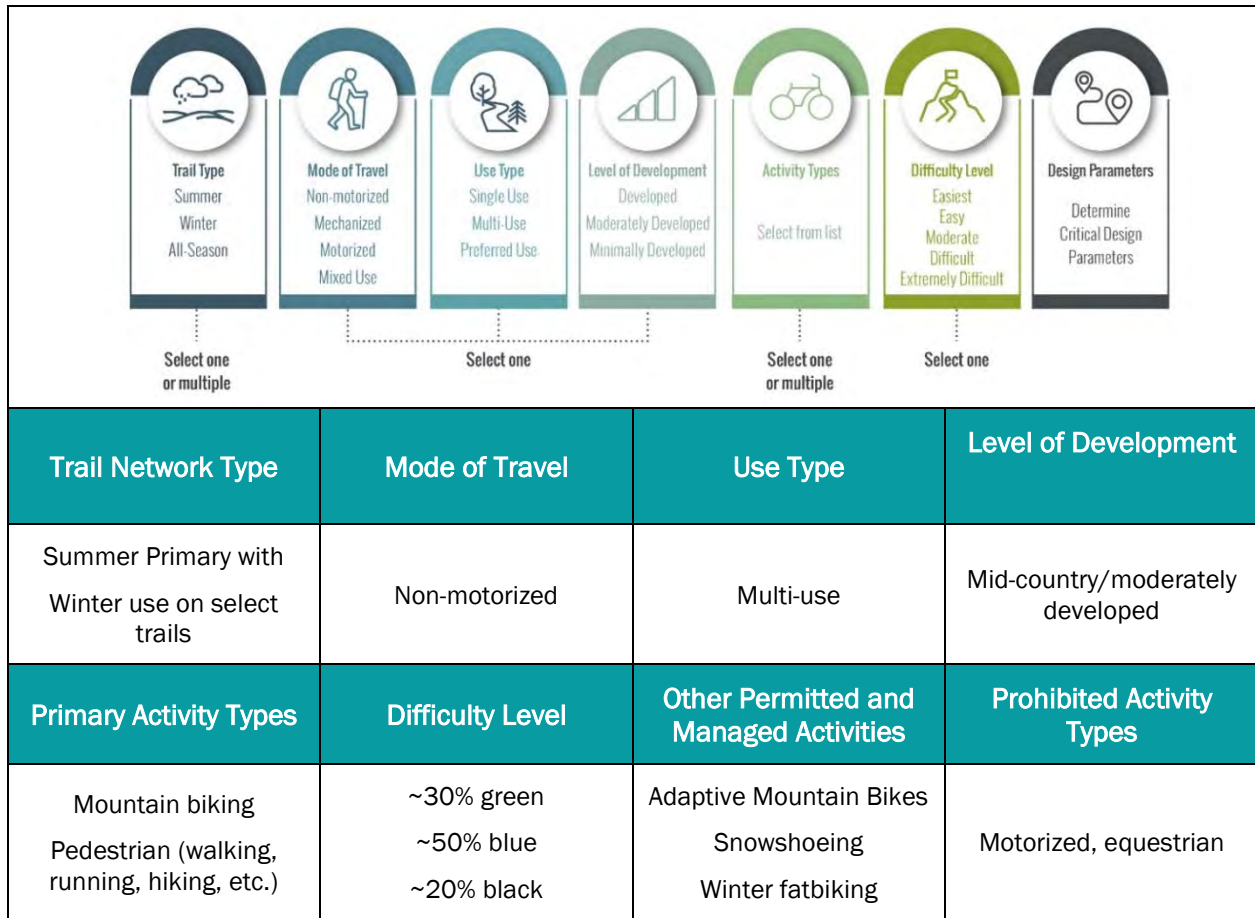 Trail Type
Summer
Winter
All-Season
Mode of Travel
Non-motorized
Mechanized
Motorized
Mixed Use
Use Type
Single Use
Multi-Use
Preferred Use
Level of Development
Developed
Moderately Developed
Minimally Developed
Activity Types
Select from list
Difficulty Level
Easiest
Easy
Moderate
Difficult
Extremely Difficult
Design Parameters
Determine
Critical Design
Parameters
Select one
or multiple
Select one
Select one
or multiple
Select one
Trail Network Type
Mode of Travel
Use Type
Level of Development
Summer Primary with
Winter use on select
trails
Non-motorized
Multi-use
Mid-country/moderately
developed
Primary Activity Types
Difficulty Level
Other Permitted and
Managed Activities
Prohibited Activity
Types
Mountain biking
Pedestrian (walking,
running, hiking, etc.)
~30% green
~50% blue
~20% black
Adaptive Mountain Bikes
Snowshoeing
Winter fatbiking
Motorized, equestrian